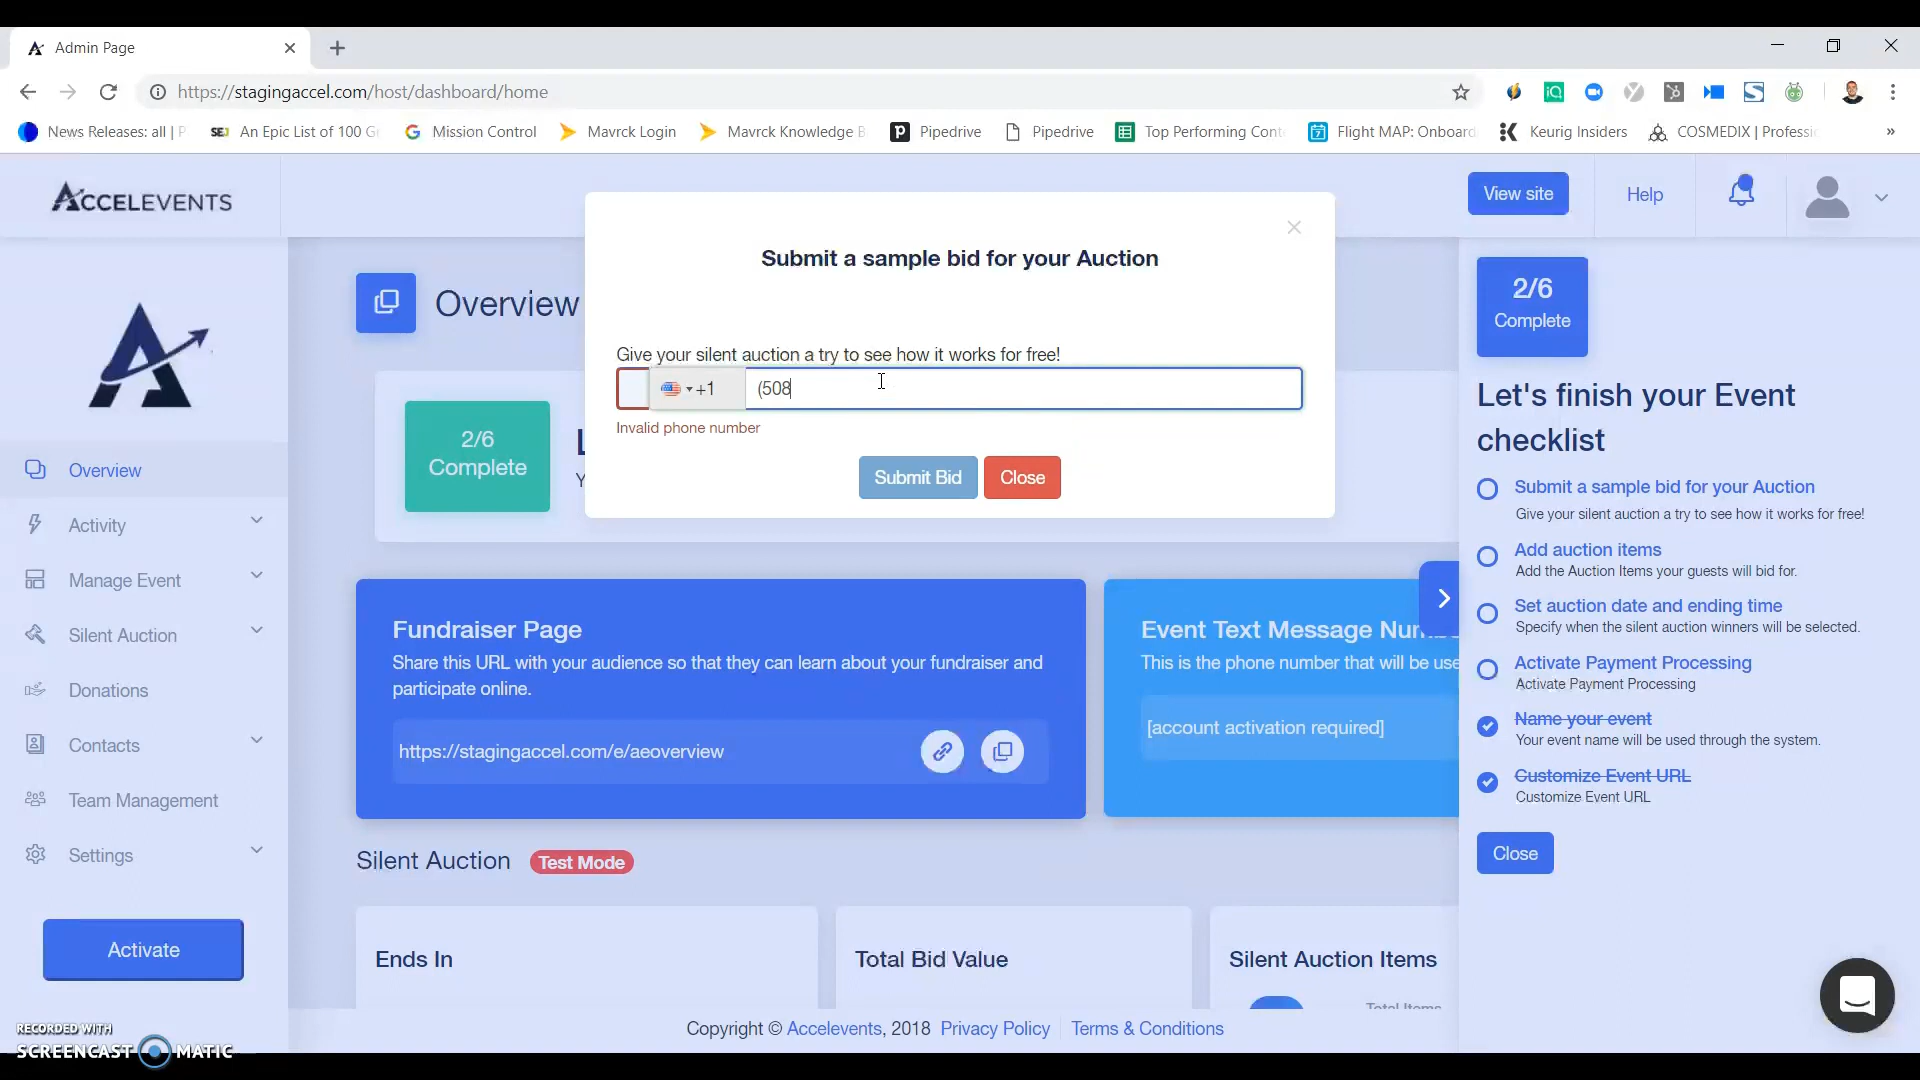 Admin Page
https://stagingaccel.com/host/dashboard/home
News Releases: all | P
SEJ An Epic List of 100 G
Mission Control
Mavrck Login
Mavrck Knowledge B
Pipedrive
Pipedrive
Top Performing Cont
Flight MAP: Onboard
Keurig Insiders
COSMEDIX | Professi
»
ACCELEVENTS
View site
Help
Submit a sample bid for your Auction
Give your silent auction a try to see how it works for free!
+1
(508
Invalid phone number
Submit Bid
Close
Overview
2/6
Complete
Overview
Activity
Manage Event
Silent Auction
Donations
Contacts
Team Management
Settings
Activate
Fundraiser Page
Share this URL with your audience so that they can learn about your fundraiser and
participate online.
https://stagingaccel.com/e/aeoverview
Event Text Message Num
This is the phone number that will be use
[account activation required]
Silent Auction
Test Mode
Ends In
Total Bid Value
Silent Auction Items
Total Items
2/6
Complete
Let's finish your Event
checklist
Submit a sample bid for your Auction
Give your silent auction a try to see how it works for free!
Add auction items
Add the Auction Items your guests will bid for.
Set auction date and ending time
Specify when the silent auction winners will be selected.
Activate Payment Processing
Activate Payment Processing
Name your event
Your event name will be used through the system.
Customize Event URL
Customize Event URL
Close
Copyright © Accelevents, 2018 Privacy Policy Terms & Conditions
RECORDED WITH
SCREENCAST MATIC